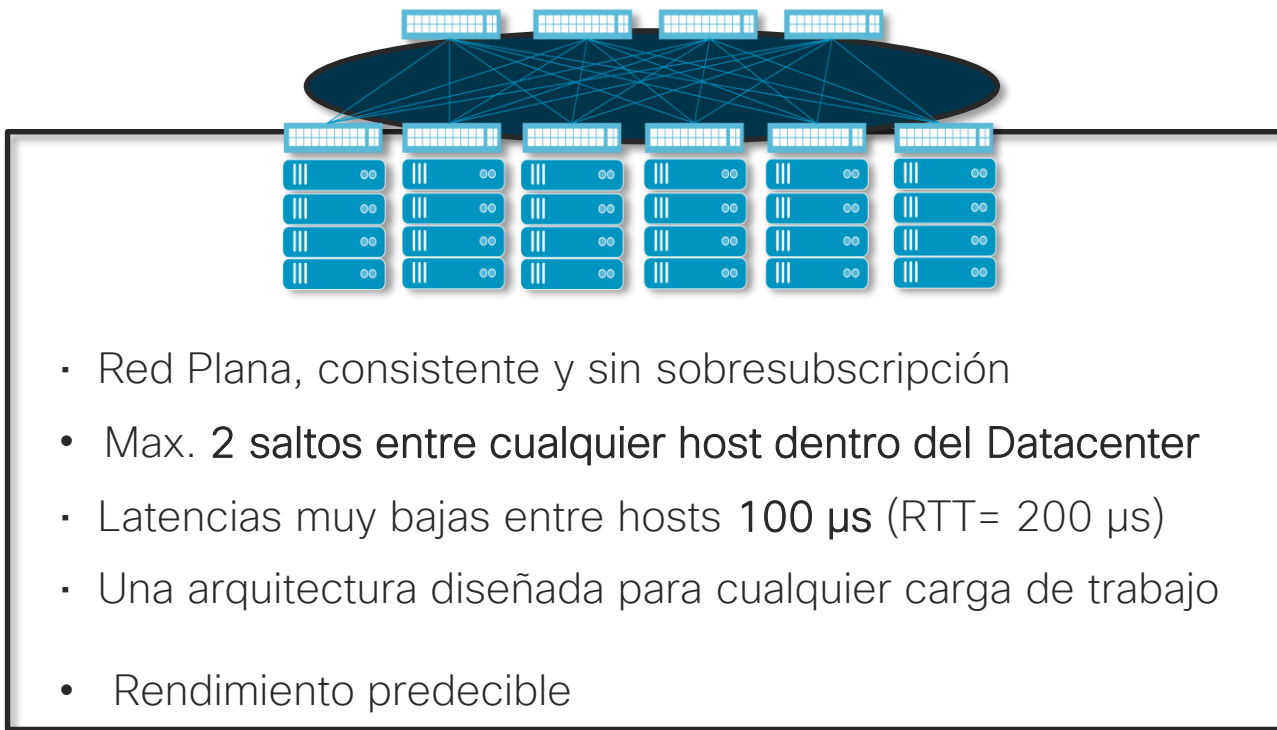 · Red Plana, consistente y sin sobresubscripción
• Max. 2 saltos entre cualquier host dentro del Datacenter
· Latencias muy bajas entre hosts 100 µs (RTT= 200 µs)
· Una arquitectura diseñada para cualquier carga de trabajo
• Rendimiento predecible